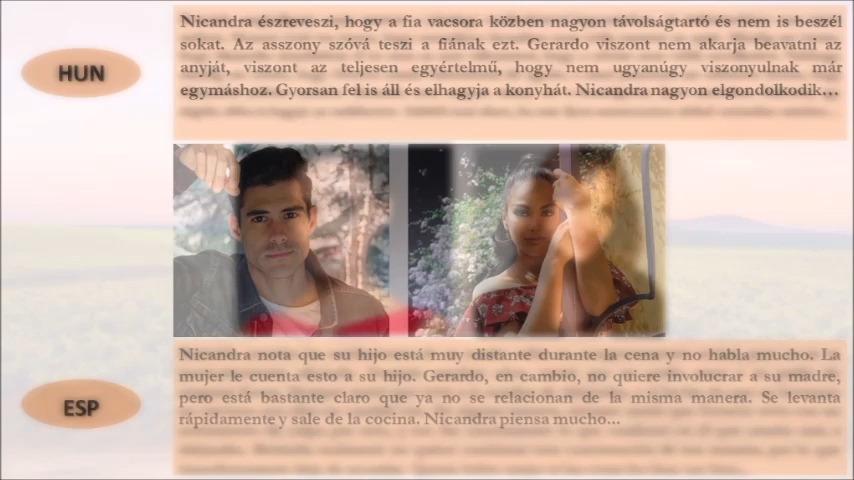 HUN
Nicandra észreveszi, hogy a fia vacsora közben nagyon távolságtartó és nem is beszél
sokat. Az asszony szóvá teszi a fiának ezt. Gerardo viszont nem akarja beavatni az
anyját, viszont az teljesen egyértelmű, hogy nem ugyanúgy viszonyulnak már
egymáshoz. Gyorsan fel is áll és elhagyja a konyhát. Nicandra nagyon elgondolkodik…
ESP
Nicandra nota que su hijo está muy distante durante la cena y no habla mucho. La
mujer le cuenta esto a su hijo. Gerardo, en cambio, no quiere involucrar a su madre,
pero está bastante claro que ya no se relacionan de la misma manera. Se levanta
rápidamente y sale de la cocina. Nicandra piensa mucho...